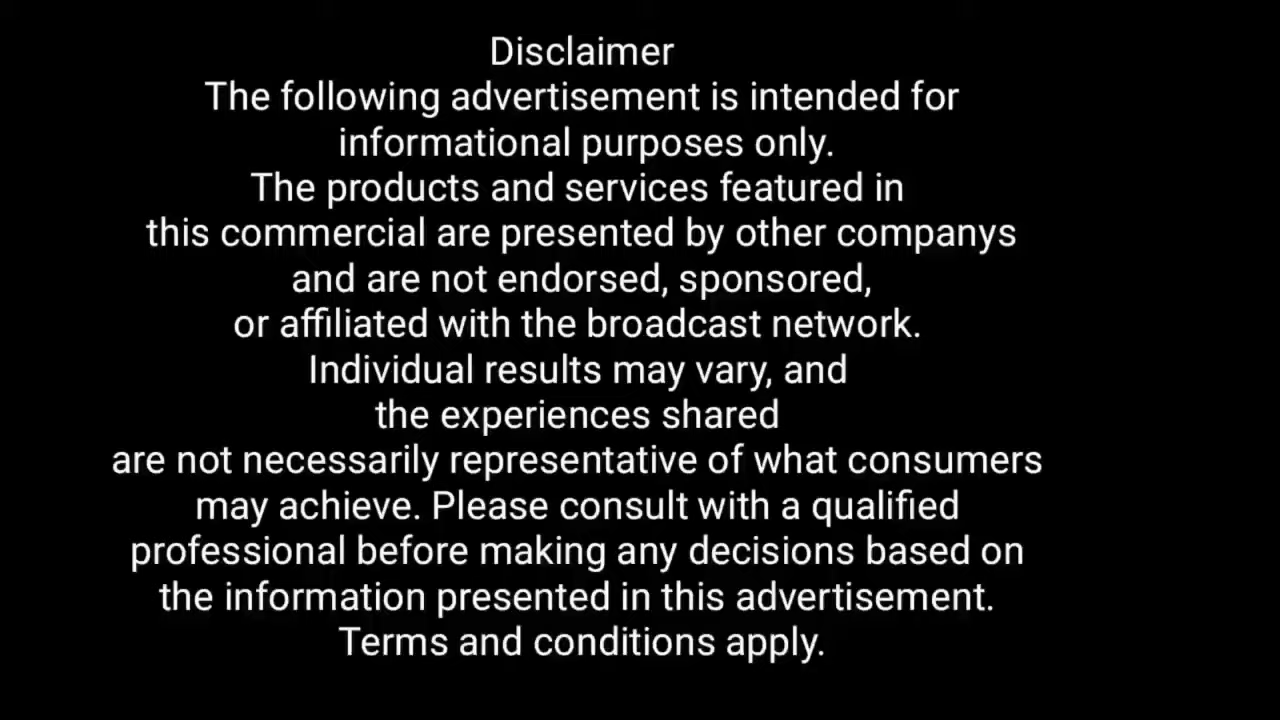 Disclaimer
The following advertisement is intended for
informational purposes only.
The products and services featured in
this commercial are presented by other companys
and are not endorsed, sponsored,
or affiliated with the broadcast network.
Individual results may vary, and
the experiences shared
are not necessarily representative of what consumers
may achieve. Please consult with a qualified
professional before making any decisions based on
the information presented in this advertisement.
Terms and conditions apply.